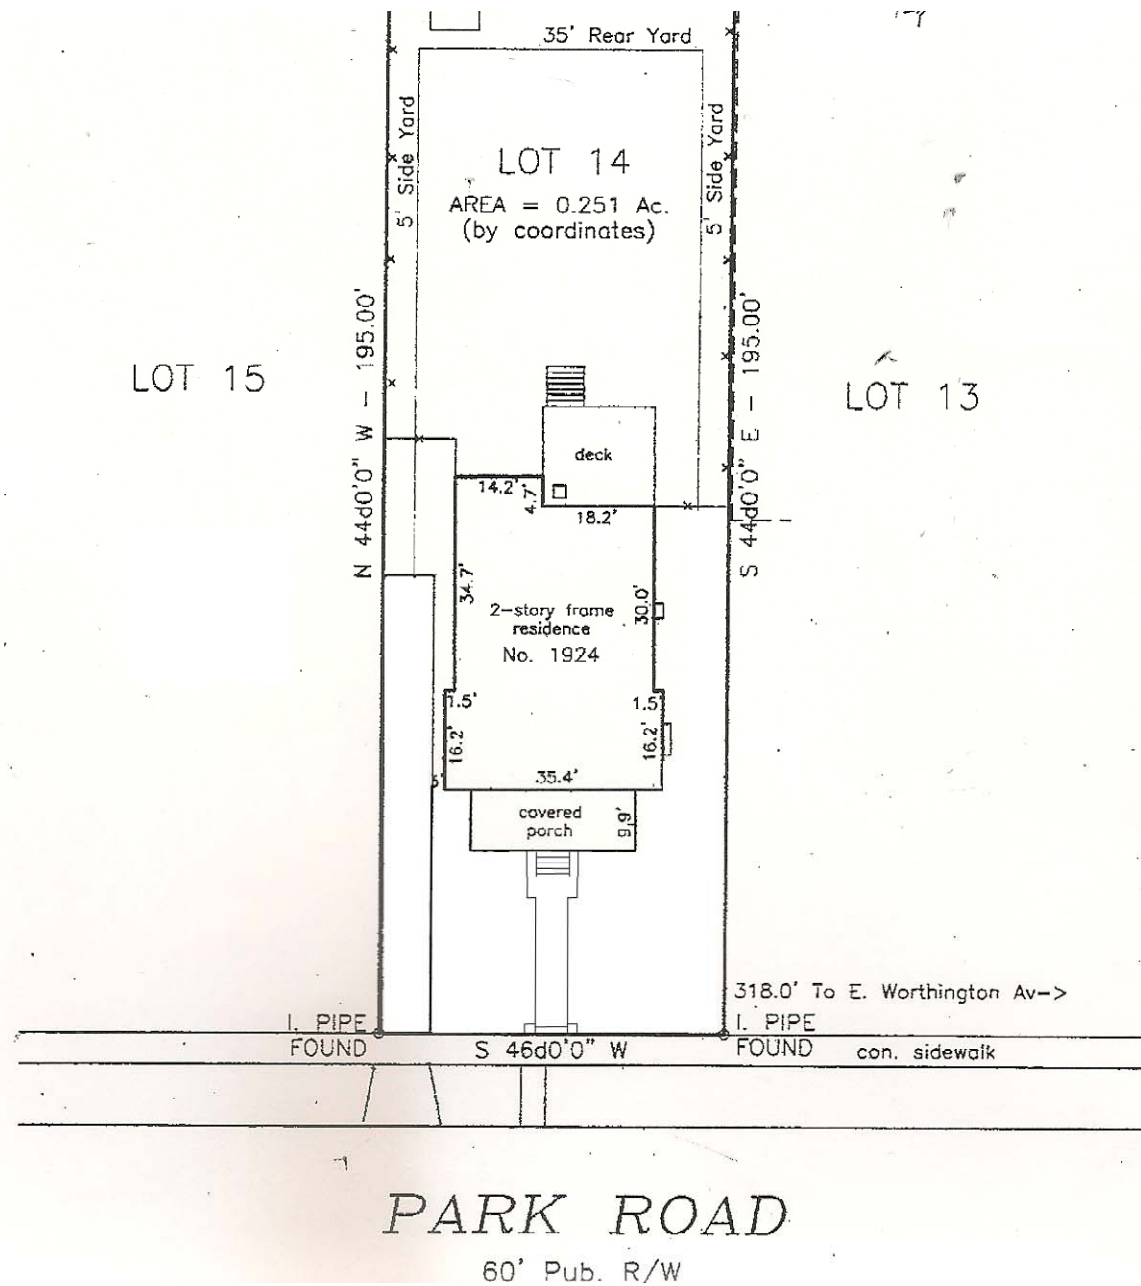 35' Rear Yard
5' Side Yard
5' Side Yard
LOT 14
AREA = 0.251 Ac.
(by coordinates)
N 44d0'0" W - 195.00'
S 44d0'0" E - 195.00'
LOT 15
LOT 13
deck
14.2'
4.7'
18.2'
34.7'
30.0'
2-story frame
residence
No. 1924
1.5'
1.5'
16.2'
16.2'
35.4'
covered
porch
9.9'
318.0' To E. Worthington Av->
I. PIPE
FOUND
S 46d0'0" W
I. PIPE
FOUND
con. sidewalk
PARK ROAD
60' Pub. R/W